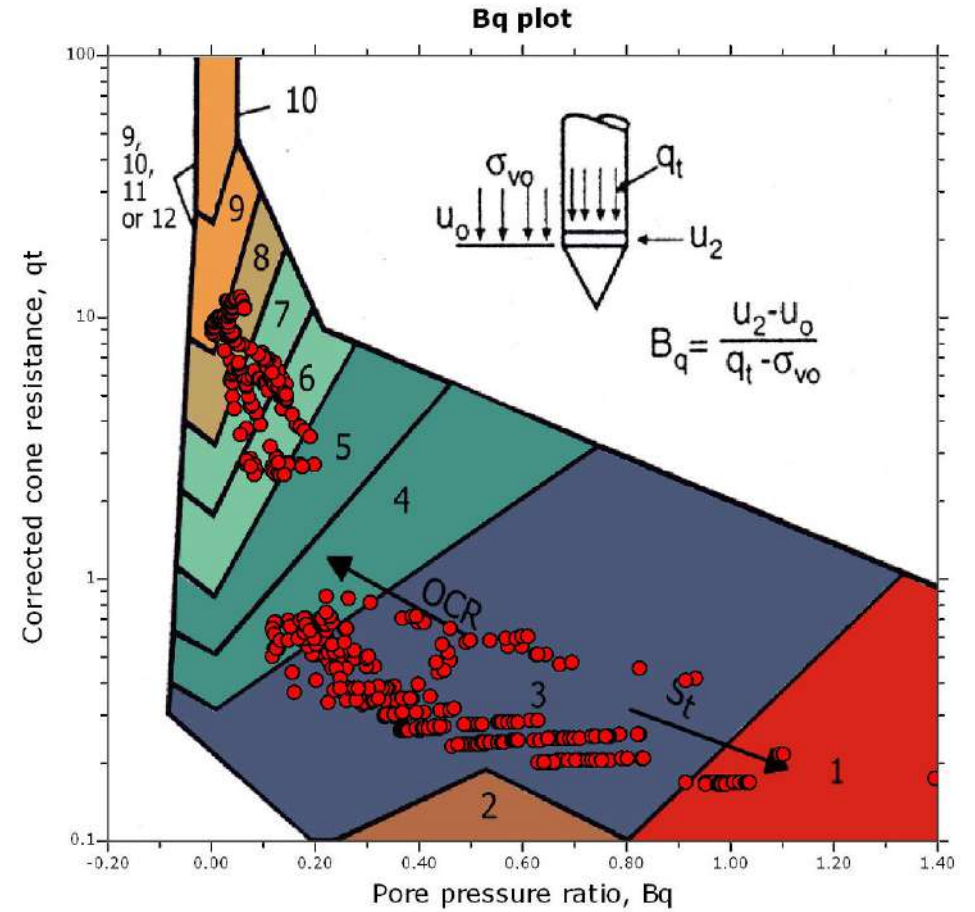 Bq plot
100
10
1
0.1
Corrected cone resistance, qt
-0.20
0.00
0.20
0.40
0.60
0.80
1.00
1.20
1.40
Pore pressure ratio, Bq
9,
10,
11
or 12
10
9
8
7
6
5
4
3
2
1
OCR
St
σvo
uo
qt
u2
Bq= u2-uo
qt -σvo